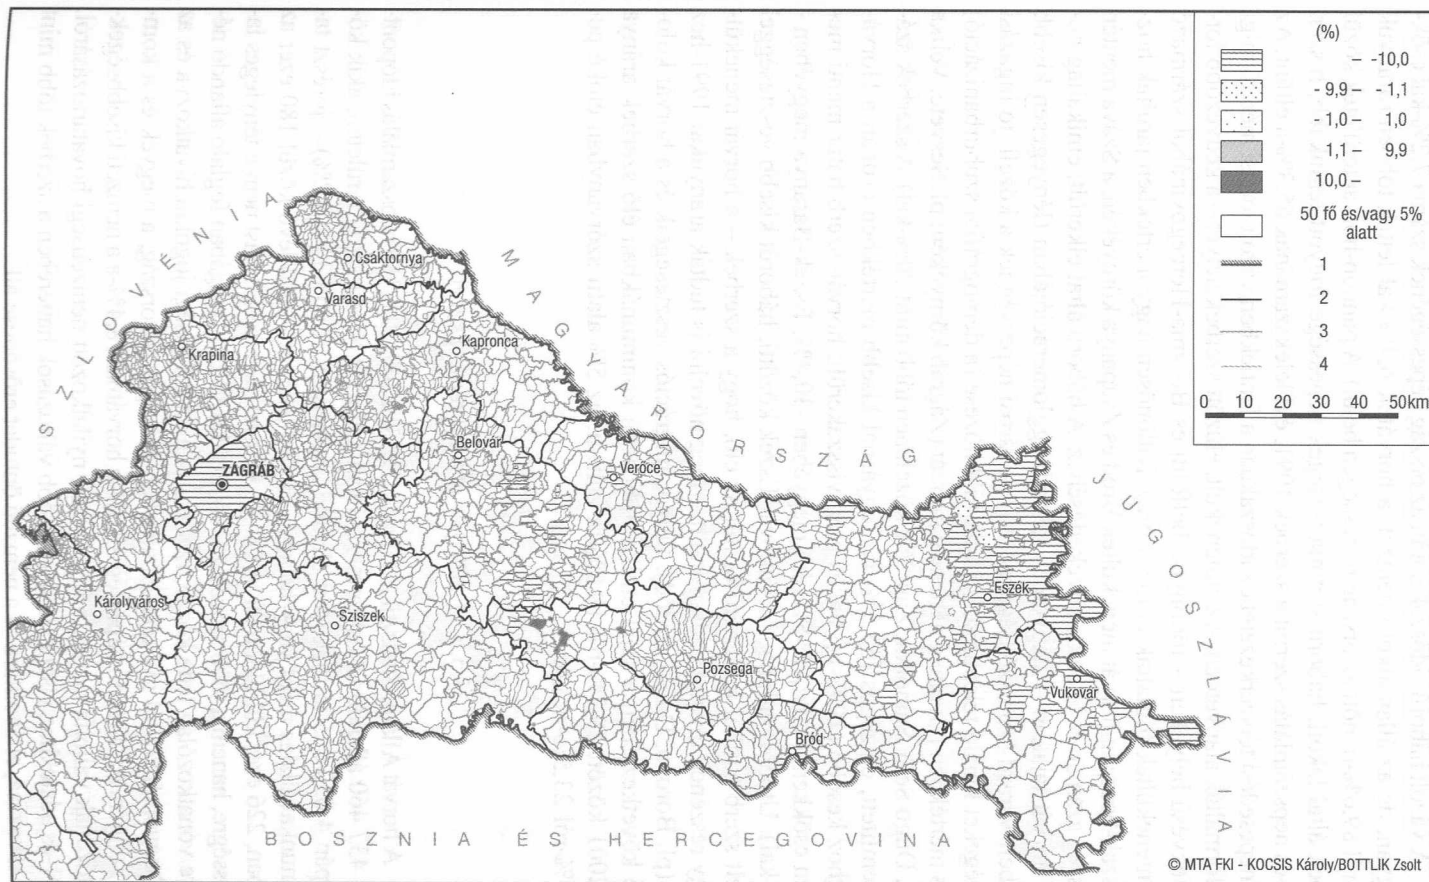 (%)
– -10,0
- 9,9 – - 1,1
- 1,0 – 1,0
1,1 – 9,9
10,0 –
50 fő és/vagy 5%
alatt
1
2
3
4
0 10 20 30 40 50km
SZLOVÉNIA
MAGYARORSZÁG
JUGOSZLÁVIA
BOSZNIA ÉS HERCEGOVINA
Csáktornya
Varasd
Krapina
Kapronca
Belovár
ZÁGRÁB
Verőce
Eszék
Károlyváros
Sziszek
Pozsega
Vukovár
Bród
© MTA FKI - KOCSIS Károly/BOTTLIK Zsolt